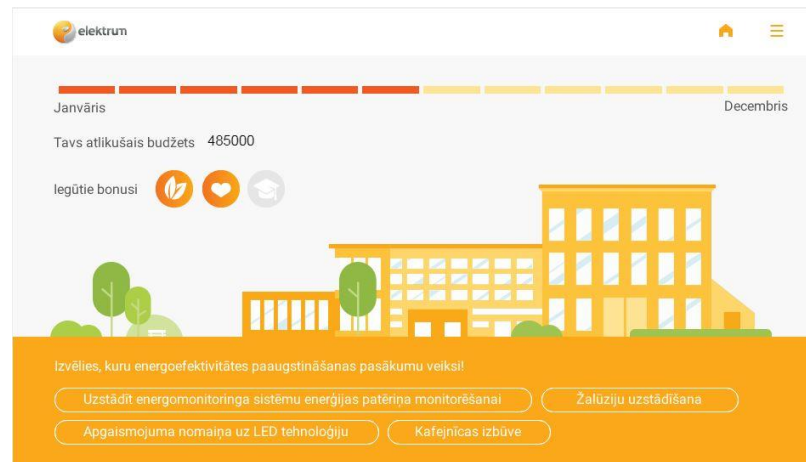 elektrum
Janvāris
Decembris
Tavs atlikušais budžets 485000
Iegūtie bonusi
Izvēlies, kuru energoefektivitātes paaugstināšanas pasākumu veiksi!
Uzstādīt energomonitoringa sistēmu enerģijas patēriņa monitorēšanai
Žalūziju uzstādīšana
Apgaismojuma nomaiņa uz LED tehnoloģiju
Kafejnīcas izbūve